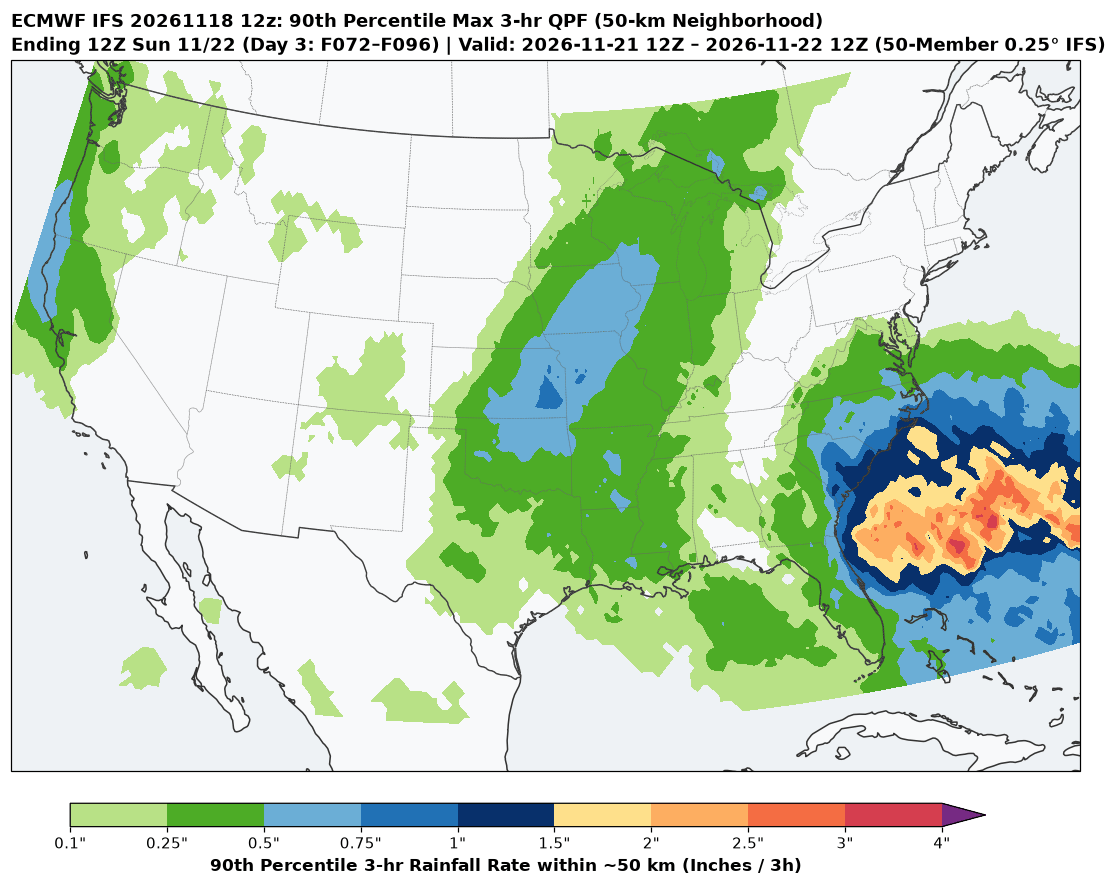 ECMWF IFS 20261118 12z: 90th Percentile Max 3-hr QPF (50-km Neighborhood)
Ending 12Z Sun 11/22 (Day 3: F072–F096) | Valid: 2026-11-21 12Z – 2026-11-22 12Z (50-Member 0.25° IFS)
0.1" 0.25" 0.5" 0.75" 1" 1.5" 2" 2.5" 3" 4"
90th Percentile 3-hr Rainfall Rate within ~50 km (Inches / 3h)